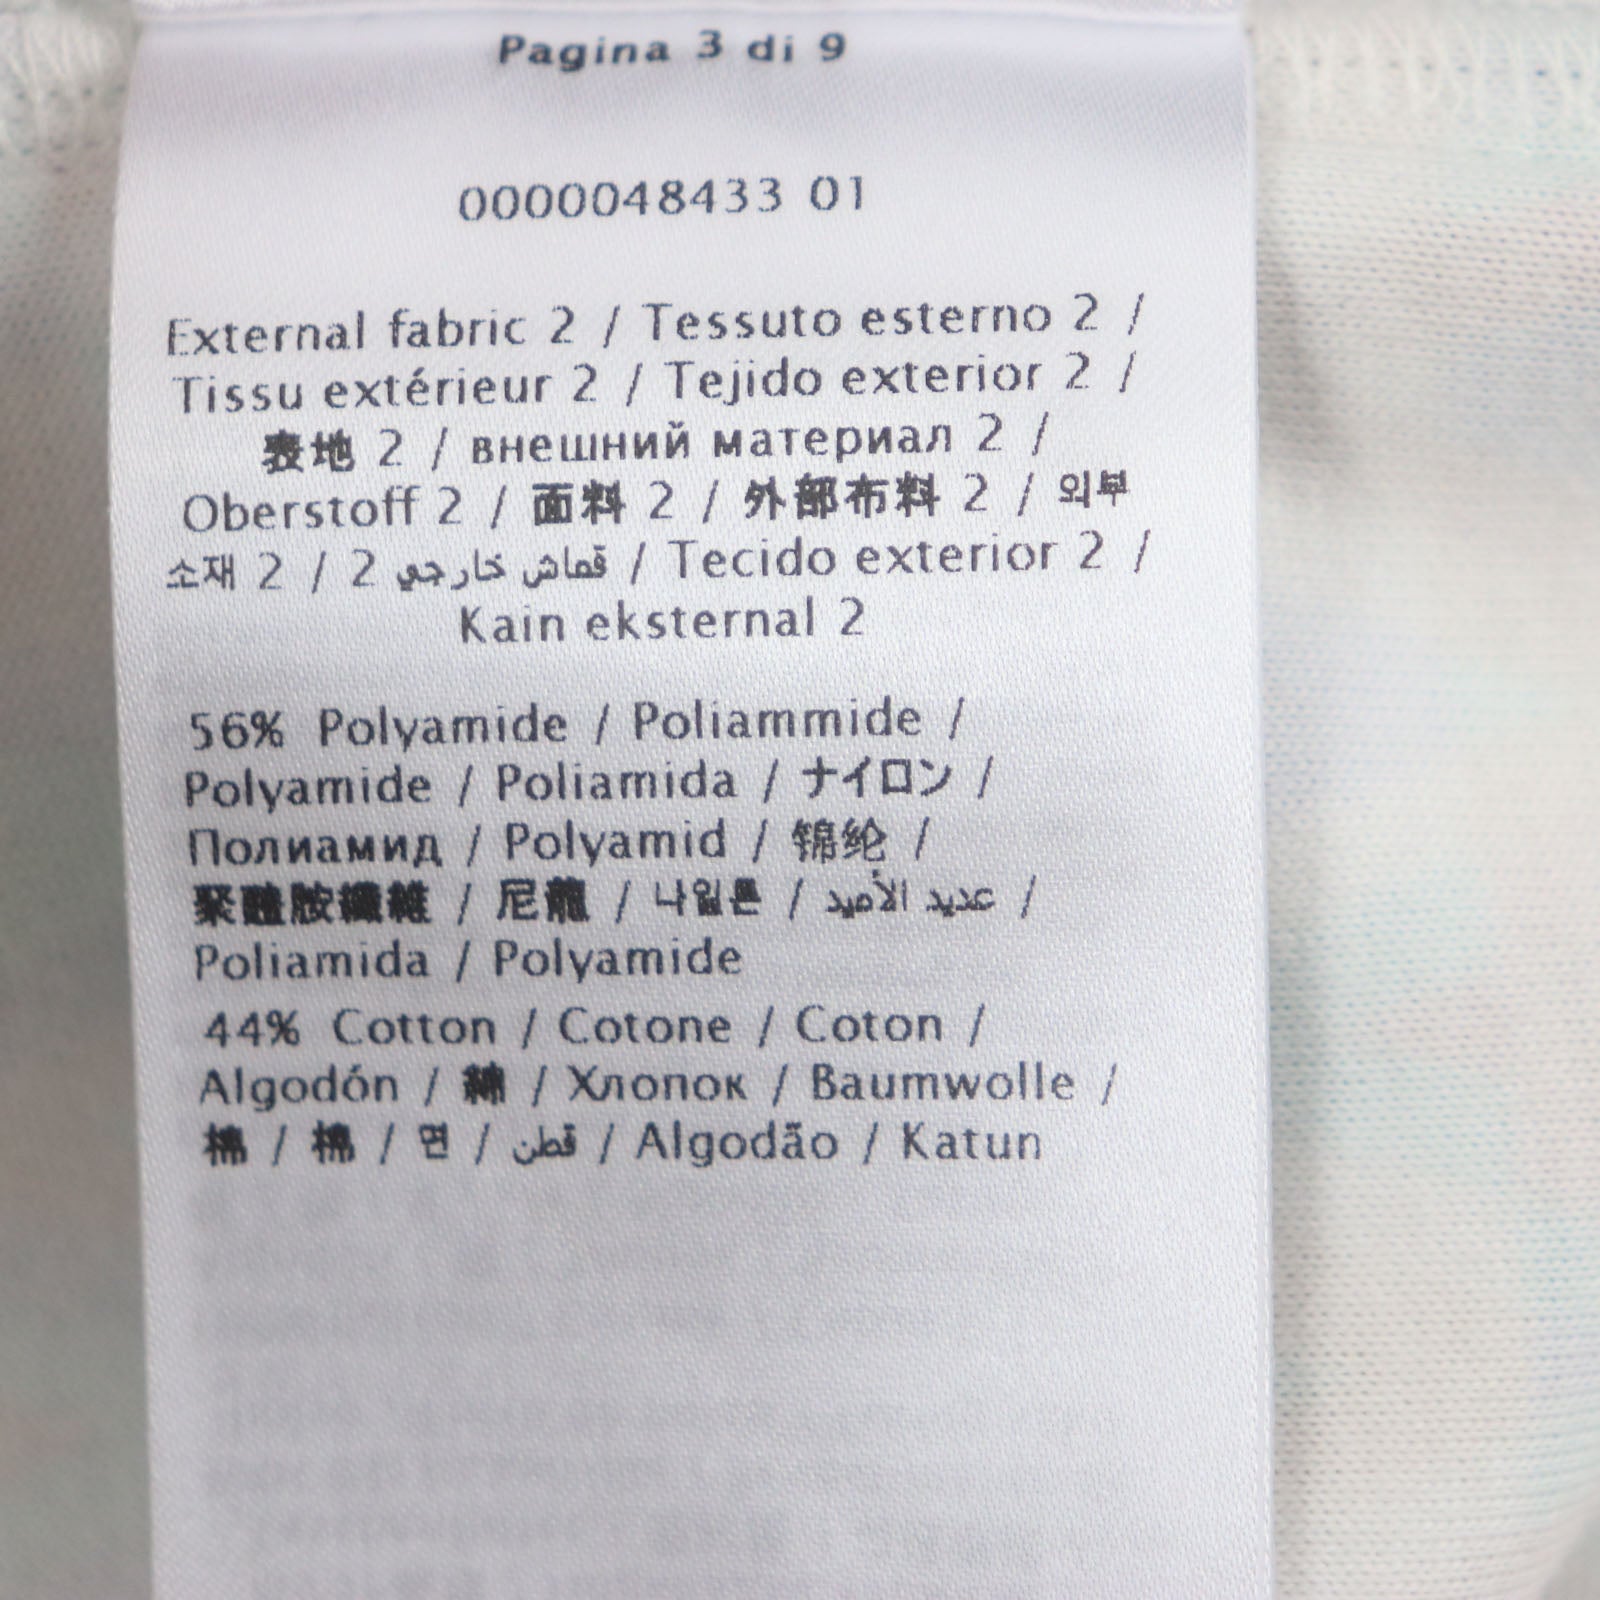 Pagina 3 di 9
0000048433 01
External fabric 2 / Tessuto esterno 2 /
Tissu extérieur 2 / Tejido exterior 2 /
表地 2 / внешний материал 2 /
Oberstoff 2 / 面料 2 / 外部布料 2 / 외부
소재 2 / قماش خارجي 2 / Tecido exterior 2 /
Kain eksternal 2
56% Polyamide / Poliammide /
Polyamide / Poliamida / ナイロン /
Полиамид / Polyamid / 锦纶 /
聚醯胺纖維 / 尼龍 / 나일론 / عديد الأميد /
Poliamida / Polyamide
44% Cotton / Cotone / Coton /
Algodón / 綿 / Хлопок / Baumwolle /
棉 / 棉 / 면 / قطن / Algodão / Katun